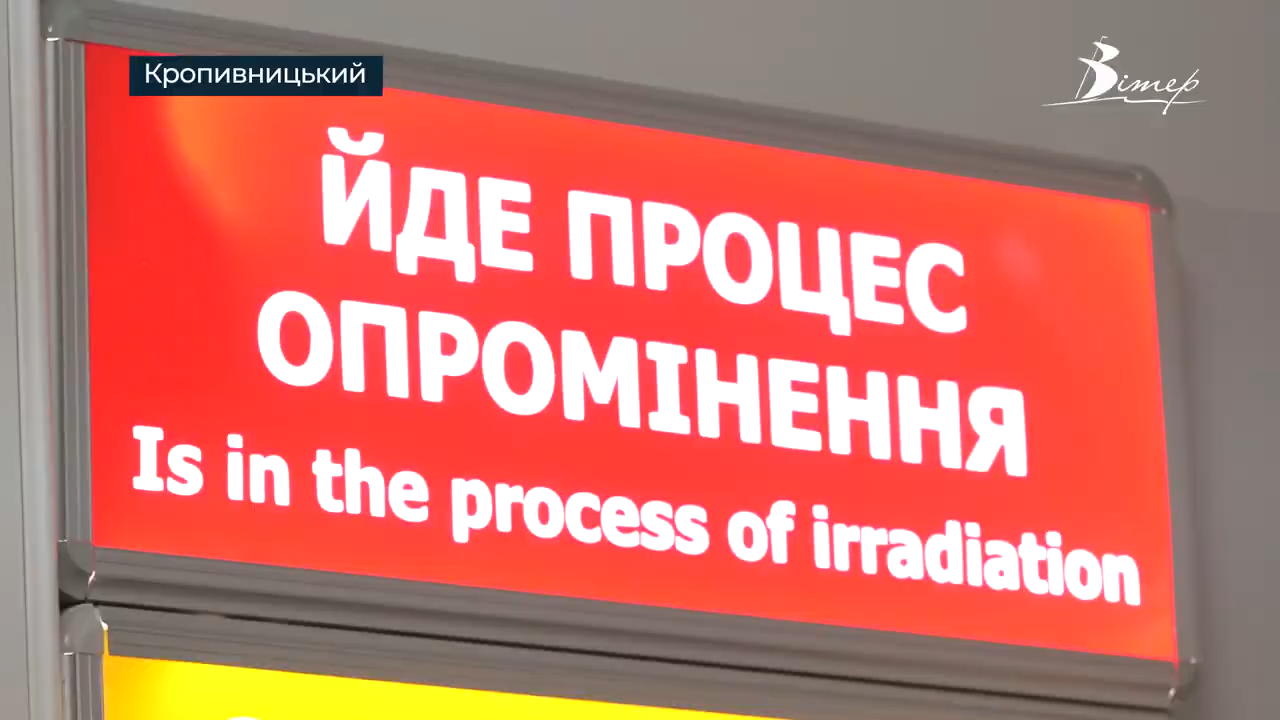 Кропивницький
Вітер
ЙДЕ ПРОЦЕС
ОПРОМІНЕННЯ
Is in the process of irradiation